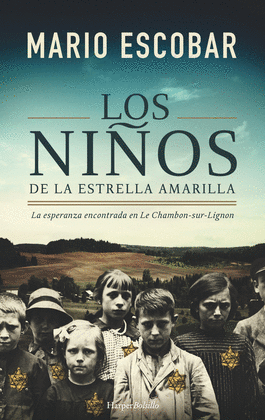 MARIO ESCOBAR
LOS
NIÑOS
DE LA ESTRELLA AMARILLA
La esperanza encontrada en Le Chambon-sur-Lignon
HarperBolsillo